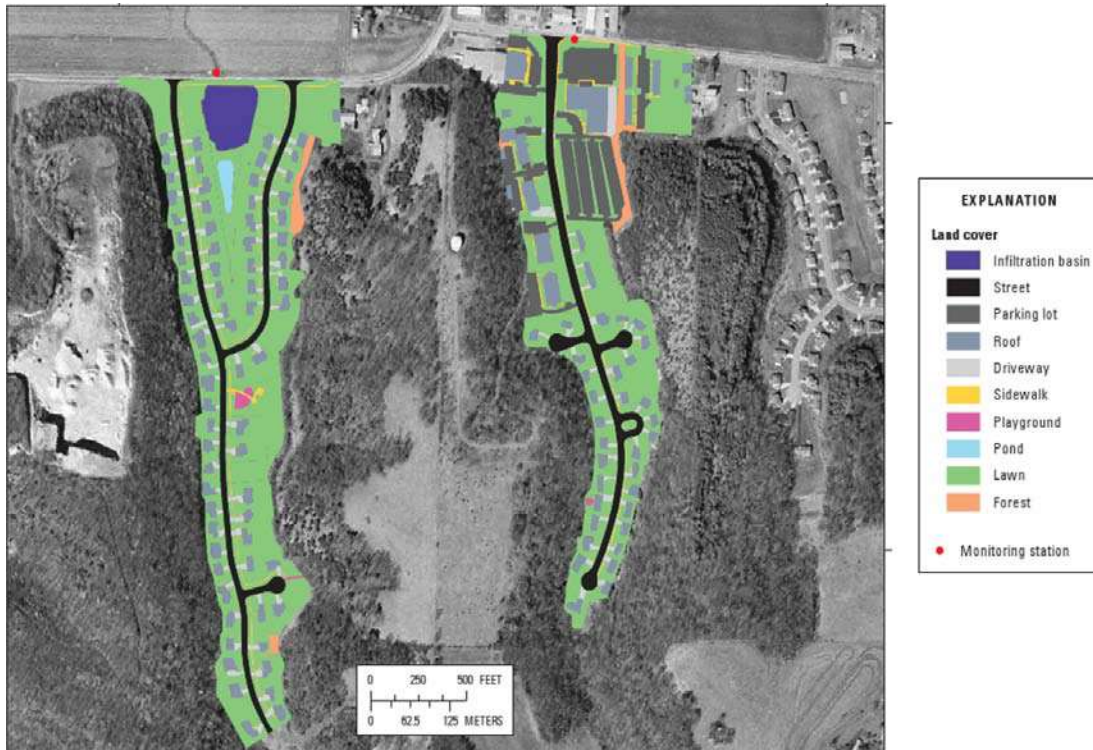 EXPLANATION
Land cover
Infiltration basin
Street
Parking lot
Roof
Driveway
Sidewalk
Playground
Pond
Lawn
Forest
Monitoring station
0 250 500 FEET
0 62.5 125 METERS